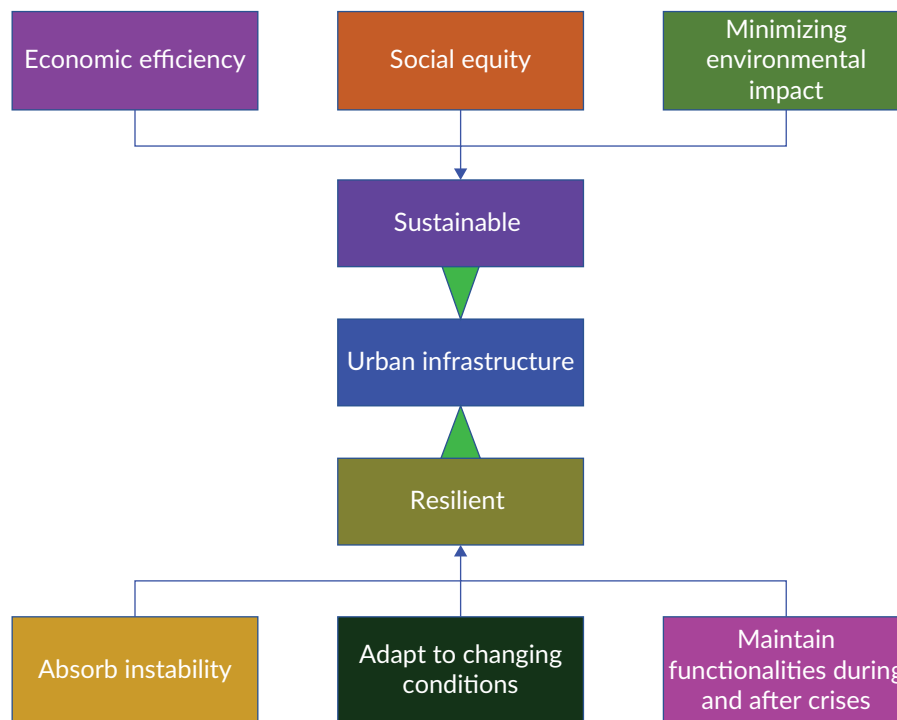 Economic efficiency
Social equity
Minimizing
environmental
impact
Sustainable
Urban infrastructure
Resilient
Absorb instability
Adapt to changing
conditions
Maintain
functionalities during
and after crises